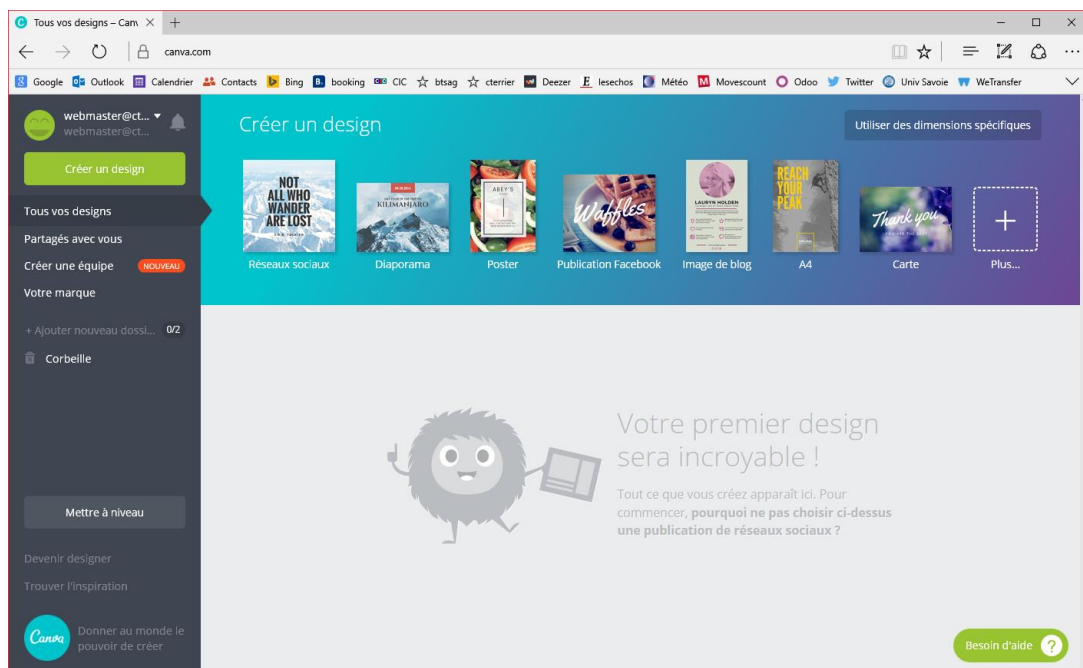 Tous vos designs – Canv
canva.com
Google Outlook Calendrier Contacts Bing booking CIC btsag cterrier Deezer lesechos Météo Movescount Odoo Twitter Univ Savoie WeTransfer
webmaster@ct...
webmaster@ct...
Créer un design
Tous vos designs
Partagés avec vous
Créer une équipe NOUVEAU
Votre marque
+ Ajouter nouveau dossi... 0/2
Corbeille
Mettre à niveau
Devenir designer
Trouver l'inspiration
Canva
Donner au monde le
pouvoir de créer
Créer un design
Utiliser des dimensions spécifiques
NOT
ALL WHO
WANDER
ARE LOST
KILIMANJARO
ABEY'S
Waffles
LAURYN HOLDEN
REACH
YOUR
PEAK
Thank you
Réseaux sociaux Diaporama Poster Publication Facebook Image de blog A4 Carte Plus...
Votre premier design
sera incroyable !
Tout ce que vous créez apparaît ici. Pour
commencer, pourquoi ne pas choisir ci-dessus
une publication de réseaux sociaux ?
Besoin d'aide ?